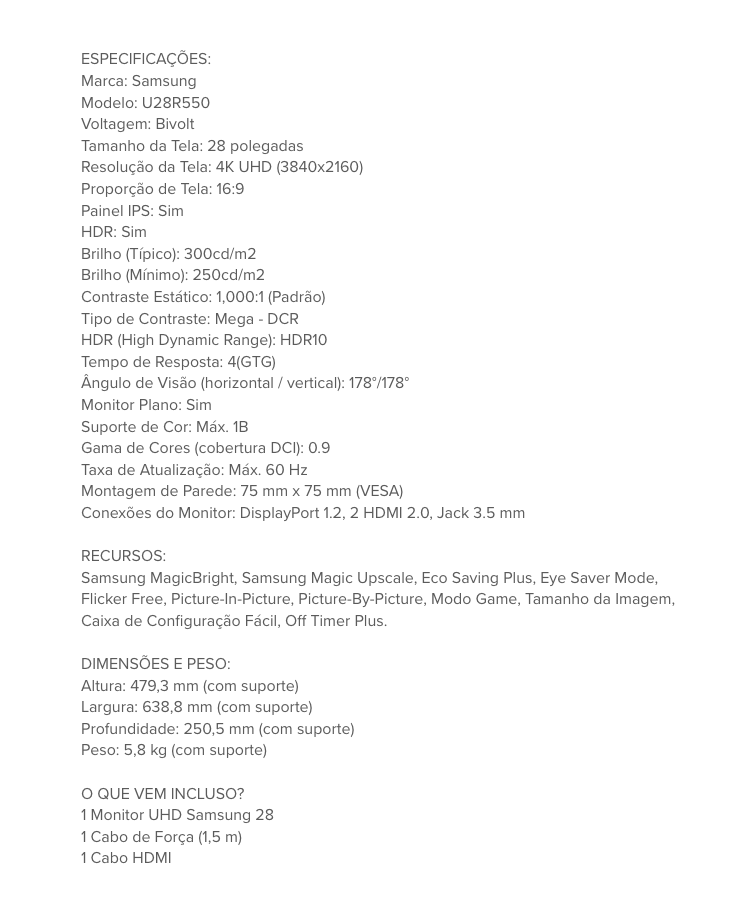 ESPECIFICAÇÕES:
Marca: Samsung
Modelo: U28R550
Voltagem: Bivolt
Tamanho da Tela: 28 polegadas
Resolução da Tela: 4K UHD (3840x2160)
Proporção de Tela: 16:9
Painel IPS: Sim
HDR: Sim
Brilho (Típico): 300cd/m2
Brilho (Mínimo): 250cd/m2
Contraste Estático: 1,000:1 (Padrão)
Tipo de Contraste: Mega - DCR
HDR (High Dynamic Range): HDR10
Tempo de Resposta: 4(GTG)
Ângulo de Visão (horizontal / vertical): 178°/178°
Monitor Plano: Sim
Suporte de Cor: Máx. 1B
Gama de Cores (cobertura DCI): 0.9
Taxa de Atualização: Máx. 60 Hz
Montagem de Parede: 75 mm x 75 mm (VESA)
Conexões do Monitor: DisplayPort 1.2, 2 HDMI 2.0, Jack 3.5 mm
RECURSOS:
Samsung MagicBright, Samsung Magic Upscale, Eco Saving Plus, Eye Saver Mode,
Flicker Free, Picture-In-Picture, Picture-By-Picture, Modo Game, Tamanho da Imagem,
Caixa de Configuração Fácil, Off Timer Plus.
DIMENSÕES E PESO:
Altura: 479,3 mm (com suporte)
Largura: 638,8 mm (com suporte)
Profundidade: 250,5 mm (com suporte)
Peso: 5,8 kg (com suporte)
O QUE VEM INCLUSO?
1 Monitor UHD Samsung 28
1 Cabo de Força (1,5 m)
1 Cabo HDMI